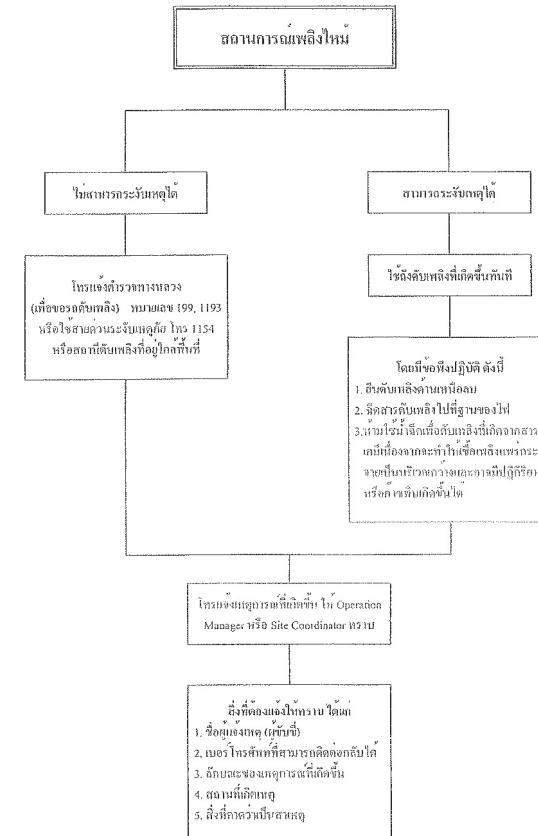 สถานการณ์เพลิงไหม้
ไม่สามารถระงับเหตุได้
สามารถระงับเหตุได้
โทรแจ้งตำรวจทางหลวง
(เพื่อขอรถดับเพลิง) หมายเลข 199, 1193
หรือใช้สายด่วนระงับเหตุภัย โทร 1154
หรือสถานีดับเพลิงที่อยู่ใกล้พื้นที่
ใช้ถังดับเพลิงที่เกิดขึ้นทันที
โดยมีข้อพึงปฏิบัติ ดังนี้
1. ยืนดับเพลิงด้านเหนือลม
2. ฉีดสารดับเพลิงไปที่ฐานของไฟ
3. ห้ามใช้น้ำฉีดเพื่อดับเพลิงที่เกิดจากสาร
เคมีเนื่องจากจะทำให้เชื้อเพลิงแพร่กระ
จายเป็นบริเวณกว้างและอาจมีปฏิกิริยา
หรือก๊าซพิษเกิดขึ้นได้
โทรแจ้งเหตุการณ์ที่เกิดขึ้น ให้ Operation
Manager หรือ Site Coordinator ทราบ
สิ่งที่ต้องแจ้งให้ทราบ ได้แก่
1. ชื่อผู้แจ้งเหตุ (ผู้ขับขี่)
2. เบอร์โทรศัพท์ที่สามารถติดต่อกลับได้
3. ลักษณะของเหตุการณ์ที่เกิดขึ้น
4. สถานที่เกิดเหตุ
5. สิ่งที่คาดว่าเป็นสาเหตุ